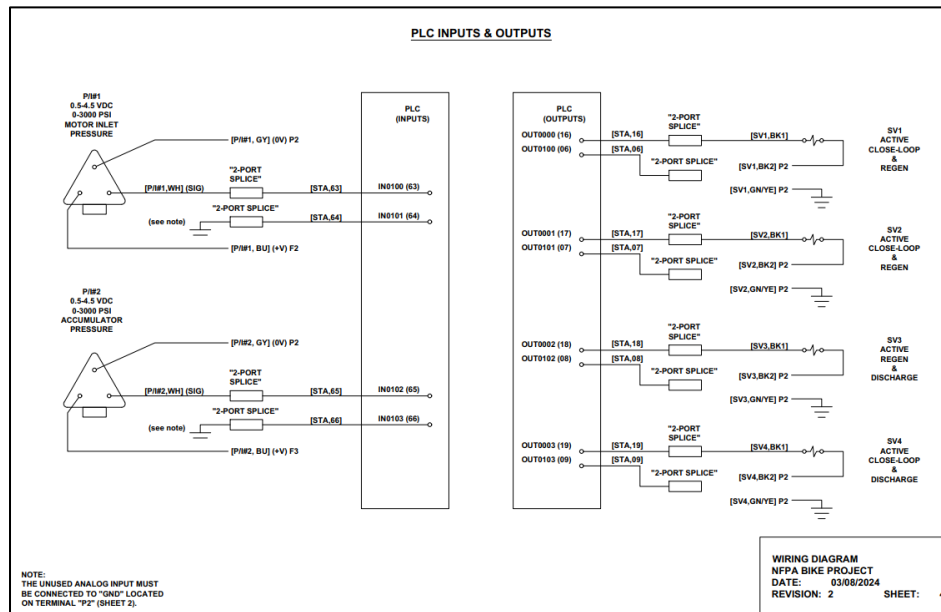 PLC INPUTS & OUTPUTS
P/I#1
0.5-4.5 VDC
0-3000 PSI
MOTOR INLET
PRESSURE
[P/I#1, GY] (0V) P2
"2-PORT
SPLICE"
[P/I#1,WH] (SIG)
[STA,63]
IN0100 (63)
"2-PORT SPLICE"
(see note)
[STA,64]
IN0101 (64)
[P/I#1, BU] (+V) F2
P/I#2
0.5-4.5 VDC
0-3000 PSI
ACCUMULATOR
PRESSURE
[P/I#2, GY] (0V) P2
"2-PORT
SPLICE"
[P/I#2,WH] (SIG)
[STA,65]
IN0102 (65)
"2-PORT SPLICE"
(see note)
[STA,66]
IN0103 (66)
[P/I#2, BU] (+V) F3
PLC
(INPUTS)
PLC
(OUTPUTS)
OUT0000 (16)
[STA,16]
"2-PORT
SPLICE"
[SV1,BK1]
OUT0100 (06)
[STA,06]
"2-PORT SPLICE"
[SV1,BK2] P2
[SV1,GN/YE] P2
SV1
ACTIVE
CLOSE-LOOP
&
REGEN
OUT0001 (17)
[STA,17]
"2-PORT
SPLICE"
[SV2,BK1]
OUT0101 (07)
[STA,07]
"2-PORT SPLICE"
[SV2,BK2] P2
[SV2,GN/YE] P2
SV2
ACTIVE
CLOSE-LOOP
&
REGEN
OUT0002 (18)
[STA,18]
"2-PORT
SPLICE"
[SV3,BK1]
OUT0102 (08)
[STA,08]
"2-PORT SPLICE"
[SV3,BK2] P2
[SV3,GN/YE] P2
SV3
ACTIVE
REGEN
&
DISCHARGE
OUT0003 (19)
[STA,19]
"2-PORT
SPLICE"
[SV4,BK1]
OUT0103 (09)
[STA,09]
"2-PORT SPLICE"
[SV4,BK2] P2
[SV4,GN/YE] P2
SV4
ACTIVE
CLOSE-LOOP
&
DISCHARGE
NOTE:
THE UNUSED ANALOG INPUT MUST
BE CONNECTED TO "GND" LOCATED
ON TERMINAL "P2" (SHEET 2).
WIRING DIAGRAM
NFPA BIKE PROJECT
DATE: 03/08/2024
REVISION: 2 SHEET: